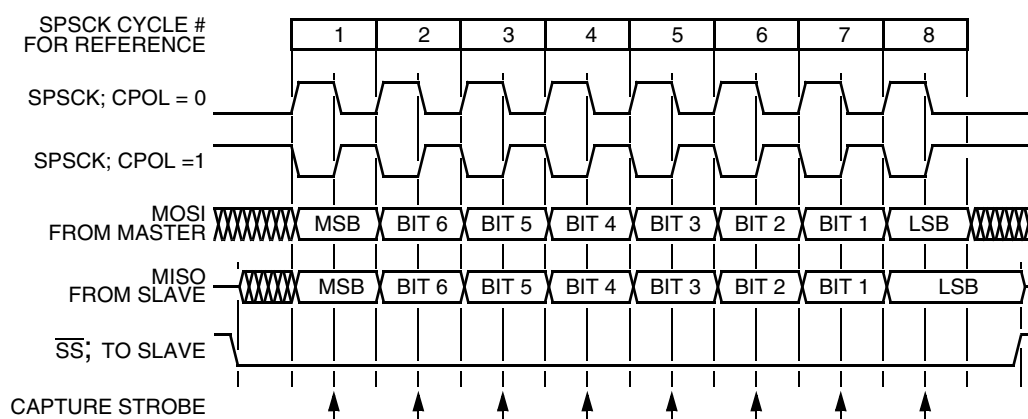 SPSCK CYCLE #
FOR REFERENCE
1 2 3 4 5 6 7 8
SPSCK; CPOL = 0
SPSCK; CPOL =1
MOSI
FROM MASTER
MSB BIT 6 BIT 5 BIT 4 BIT 3 BIT 2 BIT 1 LSB
MISO
FROM SLAVE
MSB BIT 6 BIT 5 BIT 4 BIT 3 BIT 2 BIT 1 LSB
SS; TO SLAVE
CAPTURE STROBE